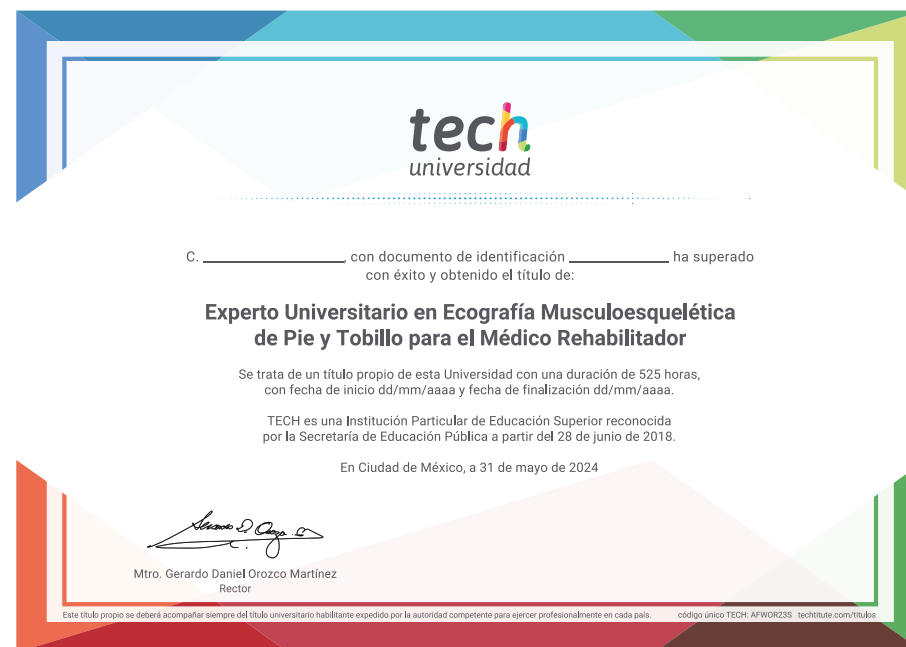 tech
universidad
C. ____________, con documento de identificación ____________ ha superado
con éxito y obtenido el título de:
Experto Universitario en Ecografía Musculoesquelética
de Pie y Tobillo para el Médico Rehabilitador
Se trata de un título propio de esta Universidad con una duración de 525 horas,
con fecha de inicio dd/mm/aaaa y fecha de finalización dd/mm/aaaa.
TECH es una Institución Particular de Educación Superior reconocida
por la Secretaría de Educación Pública a partir del 28 de junio de 2018.
En Ciudad de México, a 31 de mayo de 2024
Mtro. Gerardo Daniel Orozco Martínez
Rector
Este título propio se deberá acompañar siempre del título universitario habilitante expedido por la autoridad competente para ejercer profesionalmente en cada país. código único TECH: AFWOR23S techtitute.com/titulos